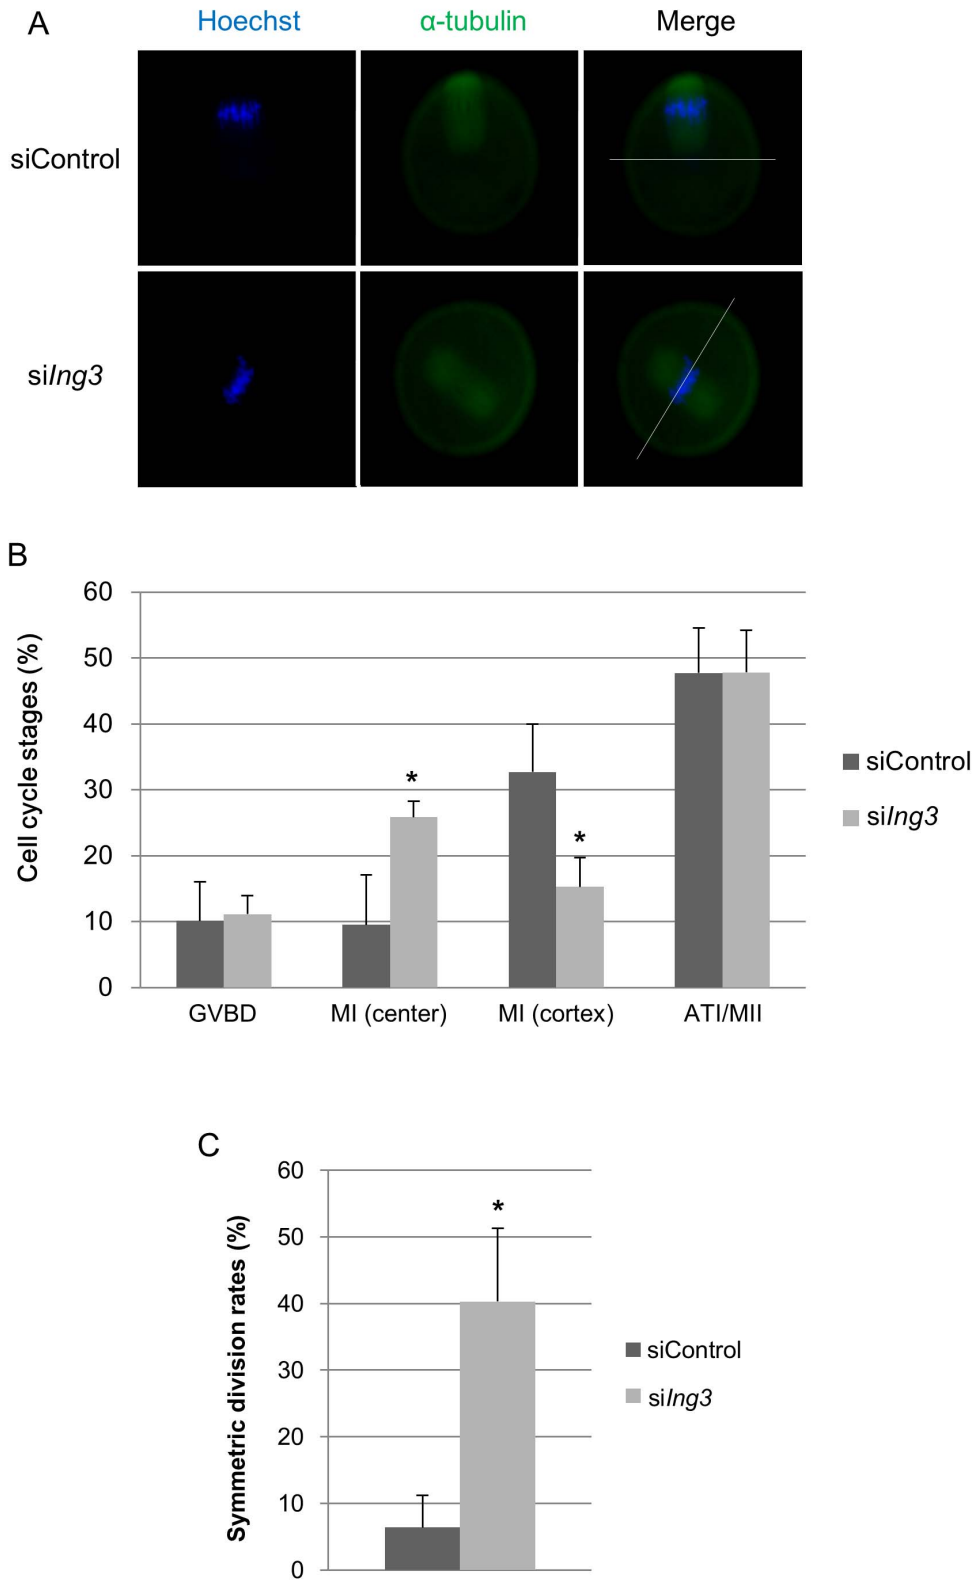 A
Hoechst α-tubulin Merge
siControl
siIng3
B
Cell cycle stages (%)
60
50
40
30
20
10
0
*
*
GVBD MI (center) MI (cortex) ATI/MII
siControl
siIng3
C
Symmetric division rates (%)
60
50
40
30
20
10
0
*
siControl
siIng3